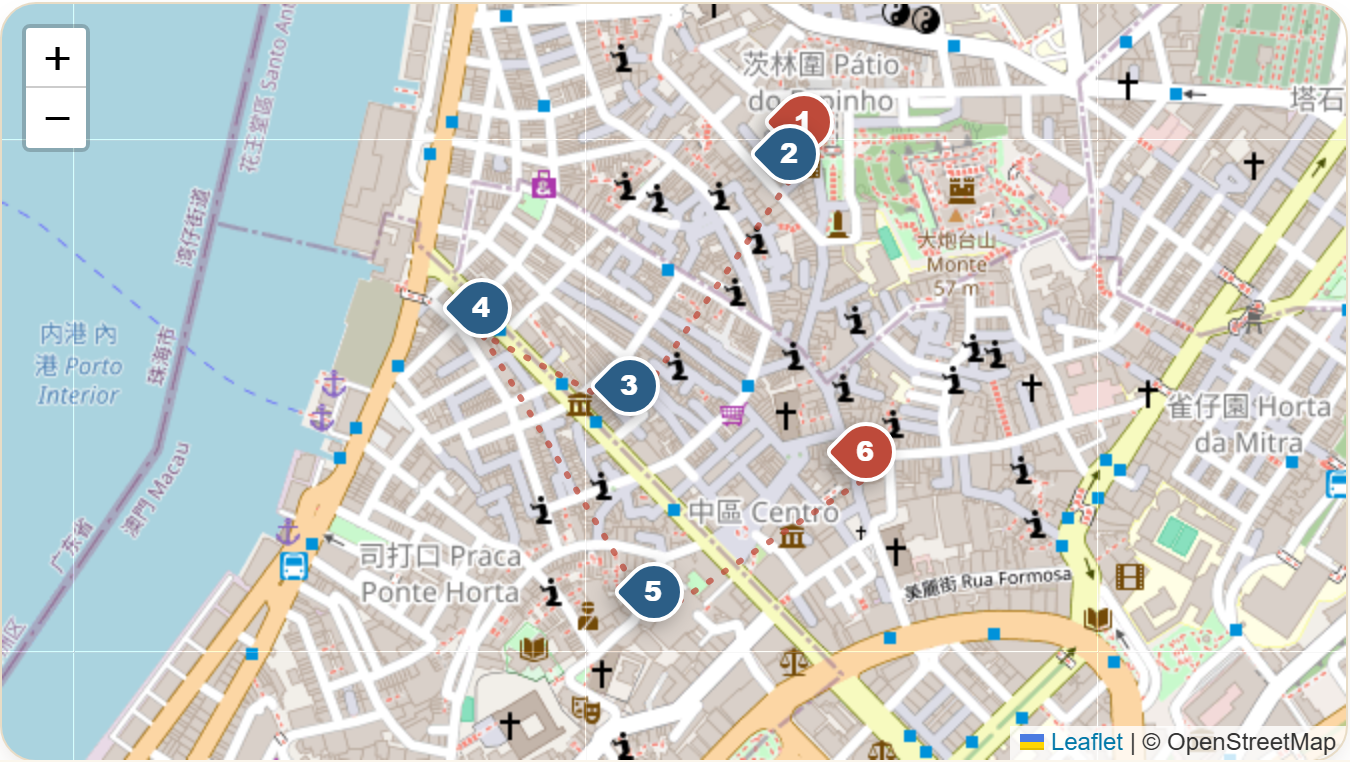 +
−
花王堂區 Santo Ant
茨林圍 Pátio
do Espinho
塔石
1
2
灣仔街道
大炮台山
Monte
57 m
4
内港 內
港 Porto
Interior
珠海市
3
雀仔園 Horta
da Mitra
6
澳門 Macau
中區 Centro
广东省
司打口 Praca
Ponte Horta
美麗街 Rua Formosa
5
Leaflet | © OpenStreetMap